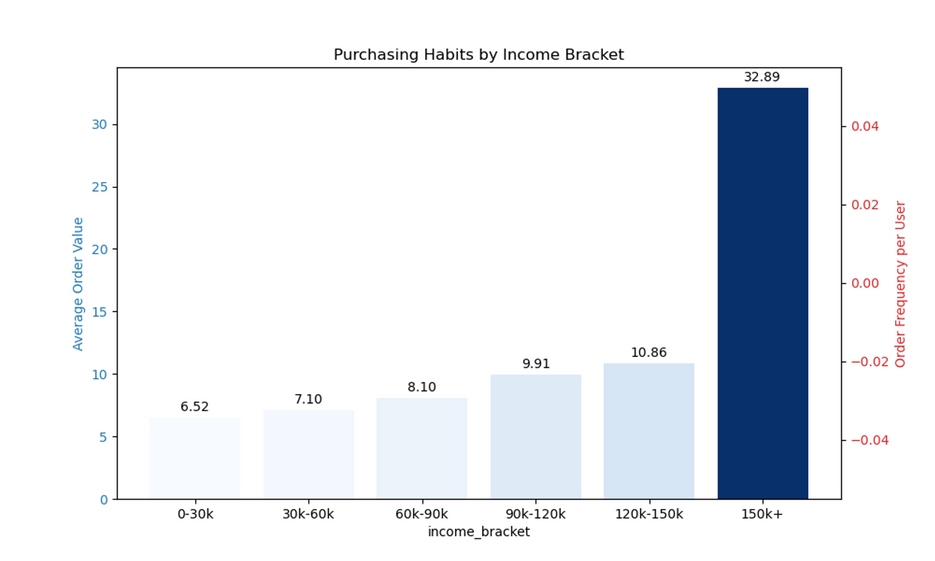 Purchasing Habits by Income Bracket
32.89
10.86
9.91
8.10
7.10
6.52
30
25
20
15
10
5
0
Average Order Value
0.04
0.02
0.00
−0.02
−0.04
Order Frequency per User
0-30k
30k-60k
60k-90k
90k-120k
120k-150k
150k+
income_bracket